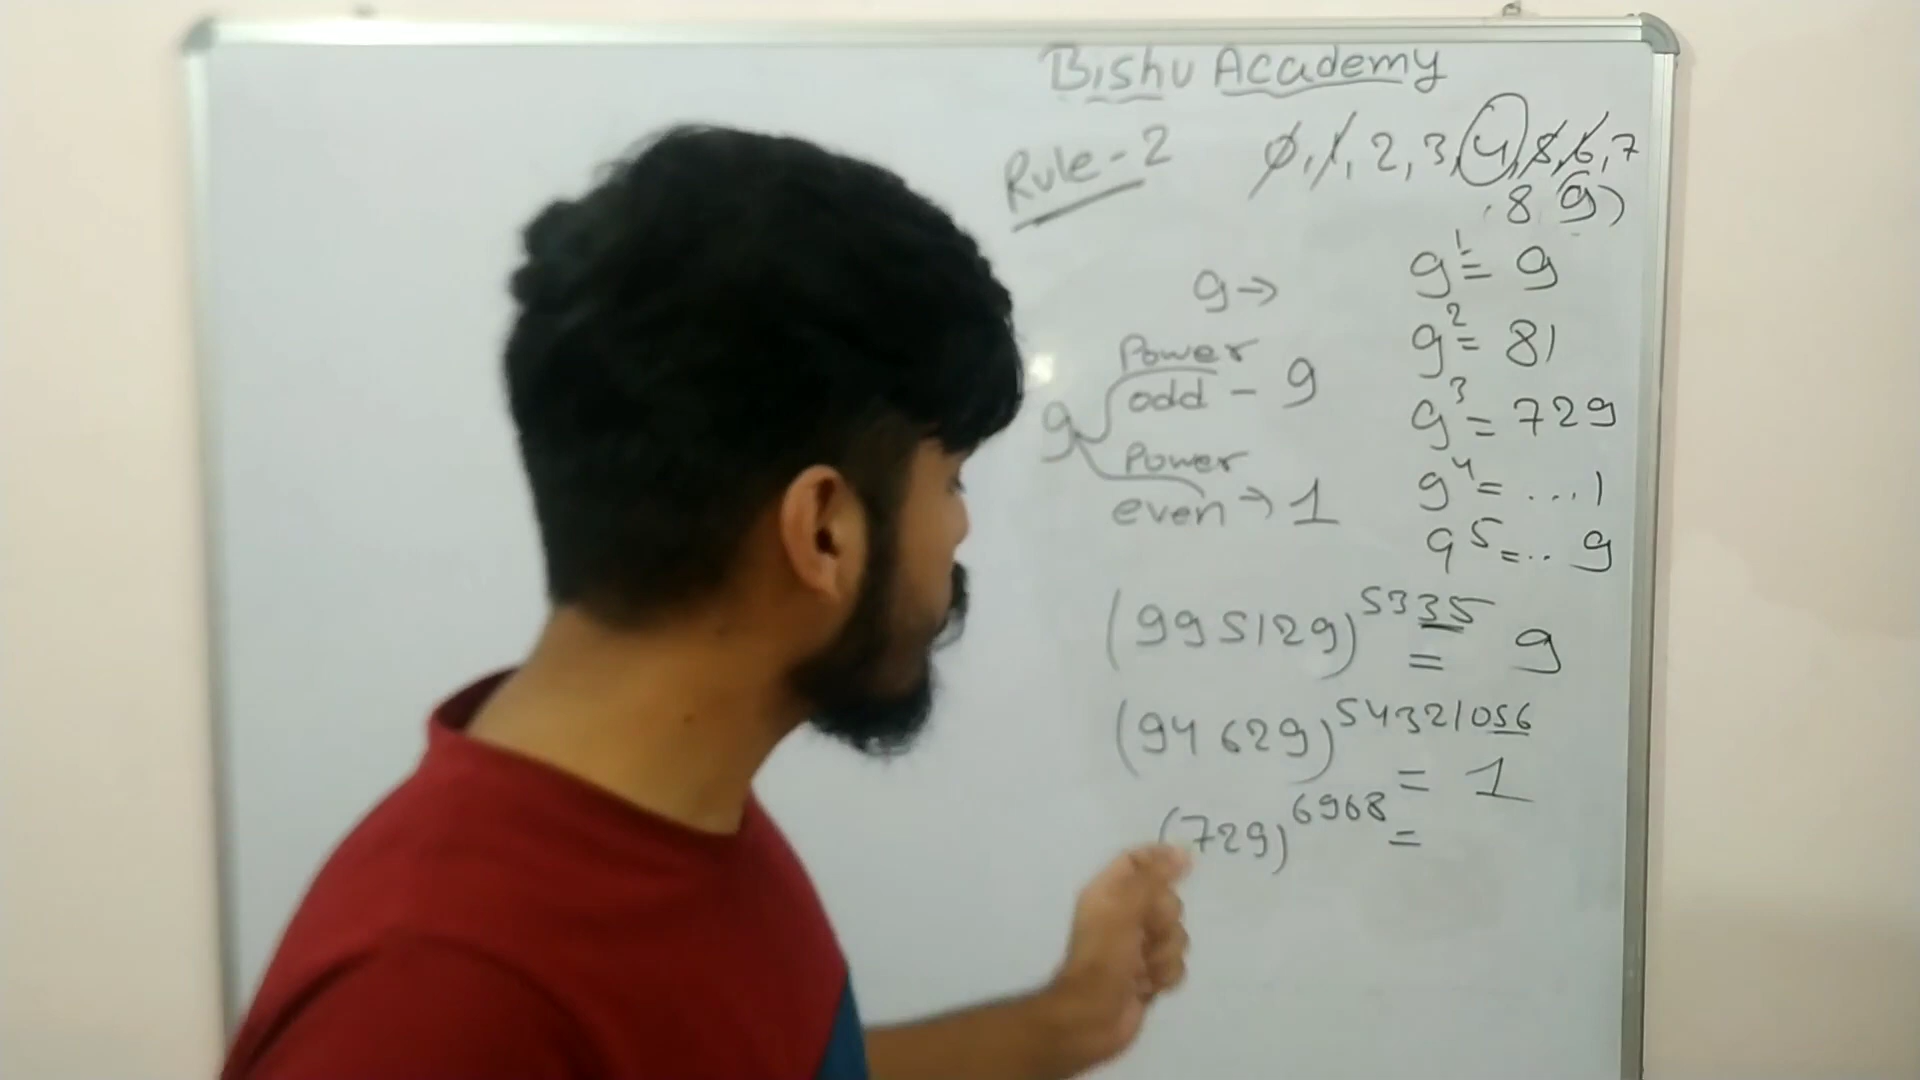 Bishu Academy
Rule-2
0, 1, 2, 3, 4, 5, 6, 7
, 8, 9)
9→
9¹ = 9
9² = 81
9³ = 729
9⁴ = ...1
9⁵ = .. 9
9
Power
odd - 9
Power
even → 1
(995129)⁵³³⁵ = 9
(94629)⁵⁴³²¹⁰⁵⁶ = 1
(729)⁶⁹⁶⁸ =